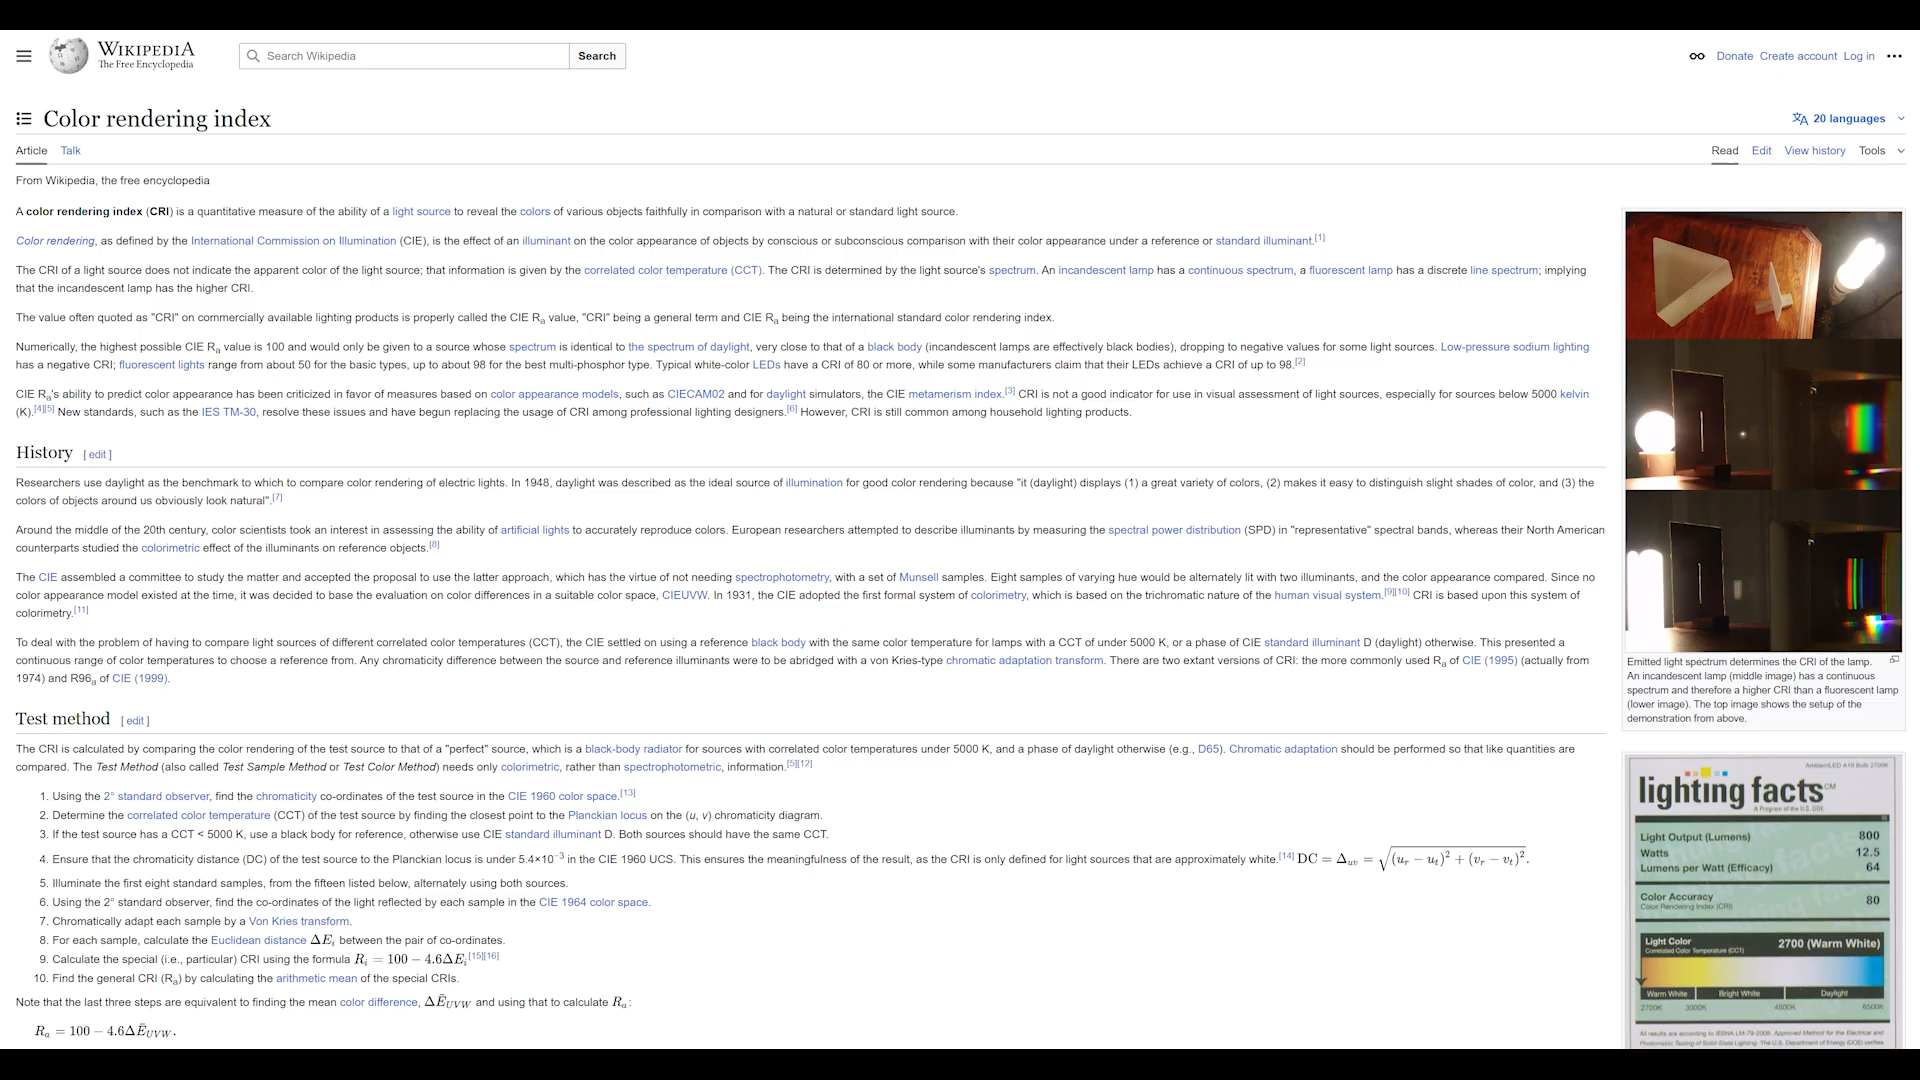 WIKIPEDIA
The Free Encyclopedia
Search Wikipedia
Search
Donate Create account Log in
Color rendering index
20 languages
Article Talk
Read Edit View history Tools
From Wikipedia, the free encyclopedia
A color rendering index (CRI) is a quantitative measure of the ability of a light source to reveal the colors of various objects faithfully in comparison with a natural or standard light source.
Color rendering, as defined by the International Commission on Illumination (CIE), is the effect of an illuminant on the color appearance of objects by conscious or subconscious comparison with their color appearance under a reference or standard illuminant.[1]
The CRI of a light source does not indicate the apparent color of the light source; that information is given by the correlated color temperature (CCT). The CRI is determined by the light source's spectrum. An incandescent lamp has a continuous spectrum, a fluorescent lamp has a discrete line spectrum; implying
that the incandescent lamp has the higher CRI.
The value often quoted as "CRI" on commercially available lighting products is properly called the CIE Ra value, "CRI" being a general term and CIE Ra being the international standard color rendering index.
Numerically, the highest possible CIE Ra value is 100 and would only be given to a source whose spectrum is identical to the spectrum of daylight, very close to that of a black body (incandescent lamps are effectively black bodies), dropping to negative values for some light sources. Low-pressure sodium lighting
has a negative CRI; fluorescent lights range from about 50 for the basic types, up to about 98 for the best multi-phosphor type. Typical white-color LEDs have a CRI of 80 or more, while some manufacturers claim that their LEDs achieve a CRI of up to 98.[2]
CIE Ra's ability to predict color appearance has been criticized in favor of measures based on color appearance models, such as CIECAM02 and for daylight simulators, the CIE metamerism index.[3] CRI is not a good indicator for use in visual assessment of light sources, especially for sources below 5000 kelvin
(K).[4][5] New standards, such as the IES TM-30, resolve these issues and have begun replacing the usage of CRI among professional lighting designers.[6] However, CRI is still common among household lighting products.
History [ edit ]
Researchers use daylight as the benchmark to which to compare color rendering of electric lights. In 1948, daylight was described as the ideal source of illumination for good color rendering because "it (daylight) displays (1) a great variety of colors, (2) makes it easy to distinguish slight shades of color, and (3) the
colors of objects around us obviously look natural".[7]
Around the middle of the 20th century, color scientists took an interest in assessing the ability of artificial lights to accurately reproduce colors. European researchers attempted to describe illuminants by measuring the spectral power distribution (SPD) in "representative" spectral bands, whereas their North American
counterparts studied the colorimetric effect of the illuminants on reference objects.[8]
The CIE assembled a committee to study the matter and accepted the proposal to use the latter approach, which has the virtue of not needing spectrophotometry, with a set of Munsell samples. Eight samples of varying hue would be alternately lit with two illuminants, and the color appearance compared. Since no
color appearance model existed at the time, it was decided to base the evaluation on color differences in a suitable color space, CIEUVW. In 1931, the CIE adopted the first formal system of colorimetry, which is based on the trichromatic nature of the human visual system.[9][10] CRI is based upon this system of
colorimetry.[11]
To deal with the problem of having to compare light sources of different correlated color temperatures (CCT), the CIE settled on using a reference black body with the same color temperature for lamps with a CCT of under 5000 K, or a phase of CIE standard illuminant D (daylight) otherwise. This presented a
continuous range of color temperatures to choose a reference from. Any chromaticity difference between the source and reference illuminants were to be abridged with a von Kries-type chromatic adaptation transform. There are two extant versions of CRI: the more commonly used Ra of CIE (1995) (actually from
1974) and R96a of CIE (1999).
Test method [ edit ]
The CRI is calculated by comparing the color rendering of the test source to that of a "perfect" source, which is a black-body radiator for sources with correlated color temperatures under 5000 K, and a phase of daylight otherwise (e.g., D65). Chromatic adaptation should be performed so that like quantities are
compared. The Test Method (also called Test Sample Method or Test Color Method) needs only colorimetric, rather than spectrophotometric, information.[5][12]
1. Using the 2° standard observer, find the chromaticity co-ordinates of the test source in the CIE 1960 color space.[13]
2. Determine the correlated color temperature (CCT) of the test source by finding the closest point to the Planckian locus on the (u, v) chromaticity diagram.
3. If the test source has a CCT < 5000 K, use a black body for reference, otherwise use CIE standard illuminant D. Both sources should have the same CCT.
4. Ensure that the chromaticity distance (DC) of the test source to the Planckian locus is under 5.4×10⁻³ in the CIE 1960 UCS. This ensures the meaningfulness of the result, as the CRI is only defined for light sources that are approximately white.[14] DC = Δuv = √(ur − ut)² + (vr − vt)².
5. Illuminate the first eight standard samples, from the fifteen listed below, alternately using both sources.
6. Using the 2° standard observer, find the co-ordinates of the light reflected by each sample in the CIE 1964 color space.
7. Chromatically adapt each sample by a Von Kries transform.
8. For each sample, calculate the Euclidean distance ΔEi between the pair of co-ordinates.
9. Calculate the special (i.e., particular) CRI using the formula Ri = 100 − 4.6ΔEi[15][16]
10. Find the general CRI (Ra) by calculating the arithmetic mean of the special CRIs.
Note that the last three steps are equivalent to finding the mean color difference, ΔĒUVW and using that to calculate Ra:
Ra = 100 − 4.6ΔĒUVW.
Emitted light spectrum determines the CRI of the lamp.
An incandescent lamp (middle image) has a continuous
spectrum and therefore a higher CRI than a fluorescent lamp
(lower image). The top image shows the setup of the
demonstration from above.
AmbientLED A19 Bulb 2700K
lighting facts CM
A Program of the U.S. DOE
Light Output (Lumens) 800
Watts 12.5
Lumens per Watt (Efficacy) 64
Color Accuracy 80
Color Rendering Index (CRI)
Light Color 2700 (Warm White)
Correlated Color Temperature (CCT)
Warm White Bright White Daylight
2700K 3000K 4500K 6500K
All results are according to IESNA LM-79-2008: Approved Method for the Electrical and
Photometric Testing of Solid-State Lighting. The U.S. Department of Energy (DOE) verifies